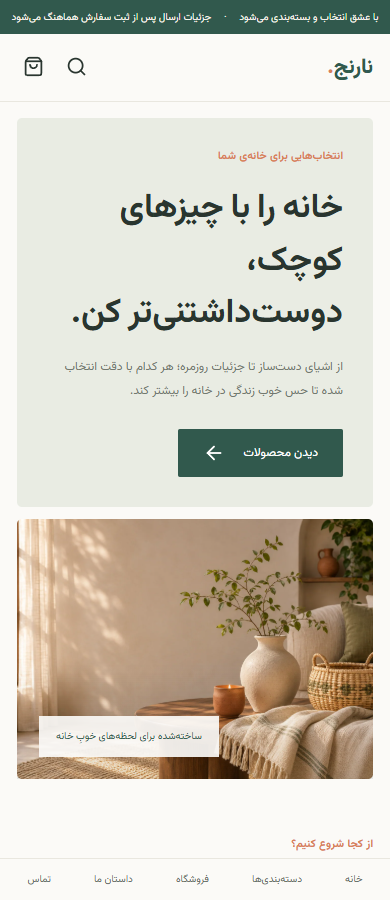 با عشق انتخاب و بسته‌بندی می‌شود · جزئیات ارسال پس از ثبت سفارش هماهنگ می‌شود
نارنج.
انتخاب‌هایی برای خانه‌ی شما
خانه را با چیزهای
کوچک،
دوست‌داشتنی‌تر کن.
از اشیای دست‌ساز تا جزئیات روزمره؛ هر کدام با دقت انتخاب
شده تا حس خوب زندگی در خانه را بیشتر کند.
دیدن محصولات
ساخته‌شده برای لحظه‌های خوبِ خانه
از کجا شروع کنیم؟
خانه دسته‌بندی‌ها فروشگاه داستان ما تماس